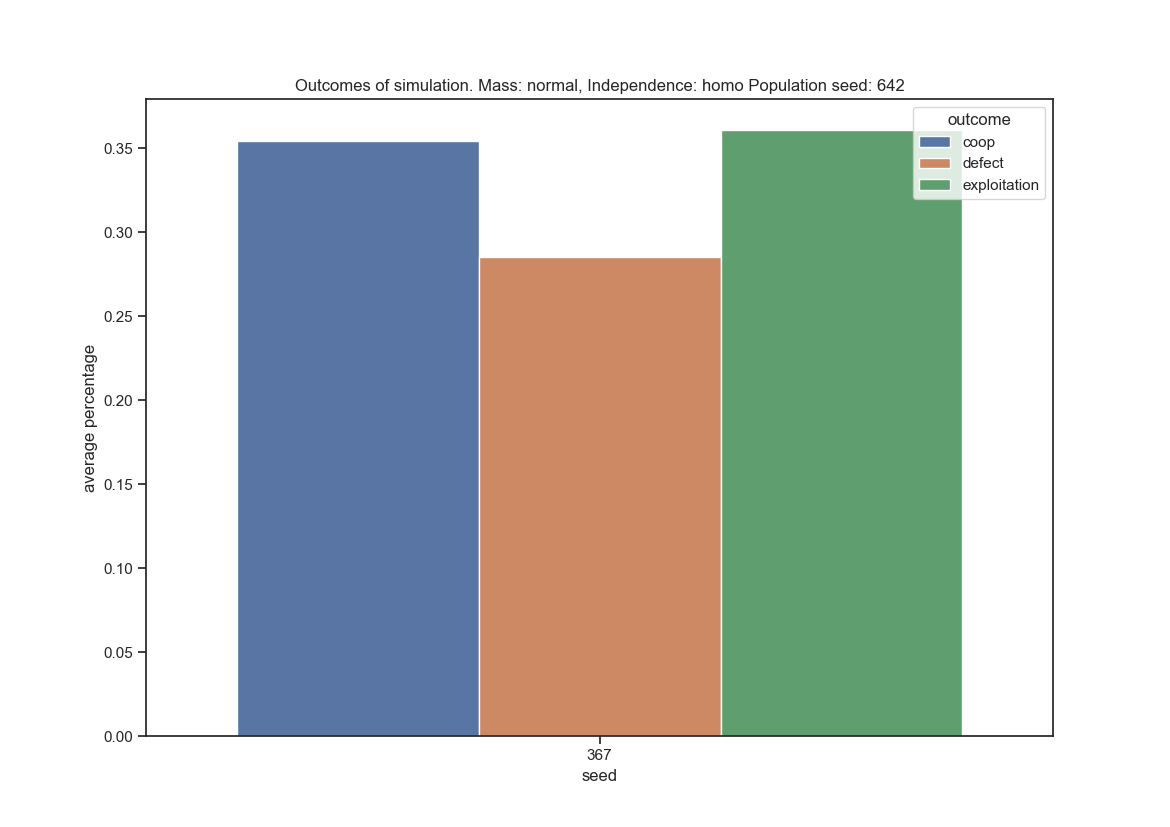 Outcomes of simulation. Mass: normal, Independence: homo Population seed: 642
outcome
coop
defect
exploitation
0.35
0.30
0.25
0.20
0.15
0.10
0.05
0.00
average percentage
367
seed